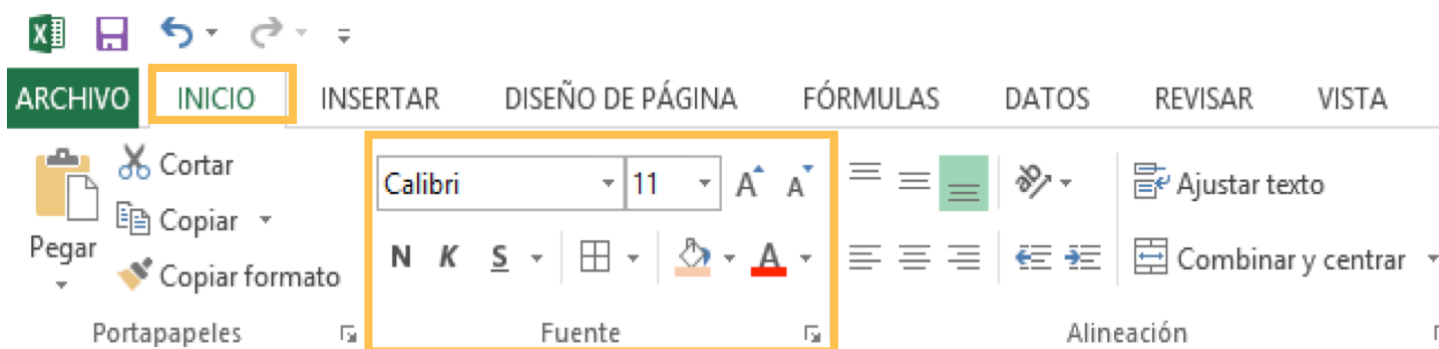 ARCHIVO INICIO INSERTAR DISEÑO DE PÁGINA FÓRMULAS DATOS REVISAR VISTA
Pegar
Cortar
Copiar
Copiar formato
Portapapeles
Calibri 11 A A
N K S A
Fuente
ab
Ajustar texto
Combinar y centrar
Alineación